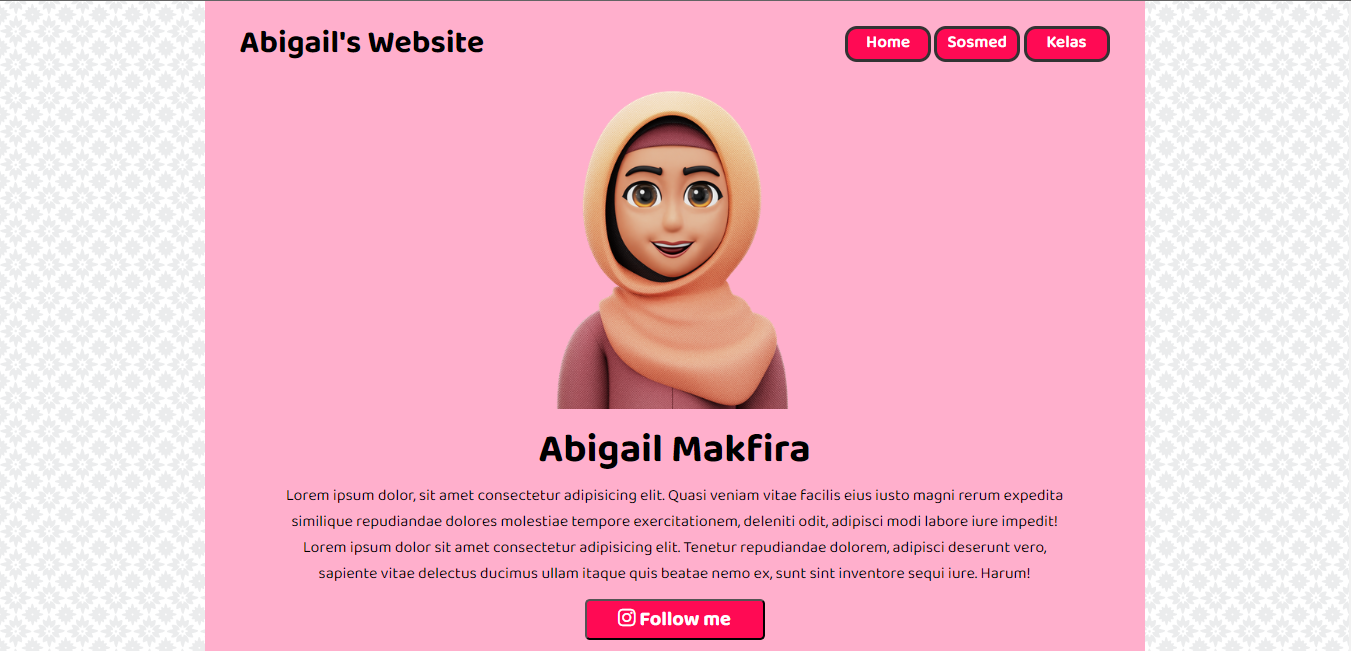 Abigail's Website
Home
Sosmed
Kelas
Abigail Makfira
Lorem ipsum dolor, sit amet consectetur adipisicing elit. Quasi veniam vitae facilis eius iusto magni rerum expedita
similique repudiandae dolores molestiae tempore exercitationem, deleniti odit, adipisci modi labore iure impedit!
Lorem ipsum dolor sit amet consectetur adipisicing elit. Tenetur repudiandae dolorem, adipisci deserunt vero,
sapiente vitae delectus ducimus ullam itaque quis beatae nemo ex, sunt sint inventore sequi iure. Harum!
Follow me